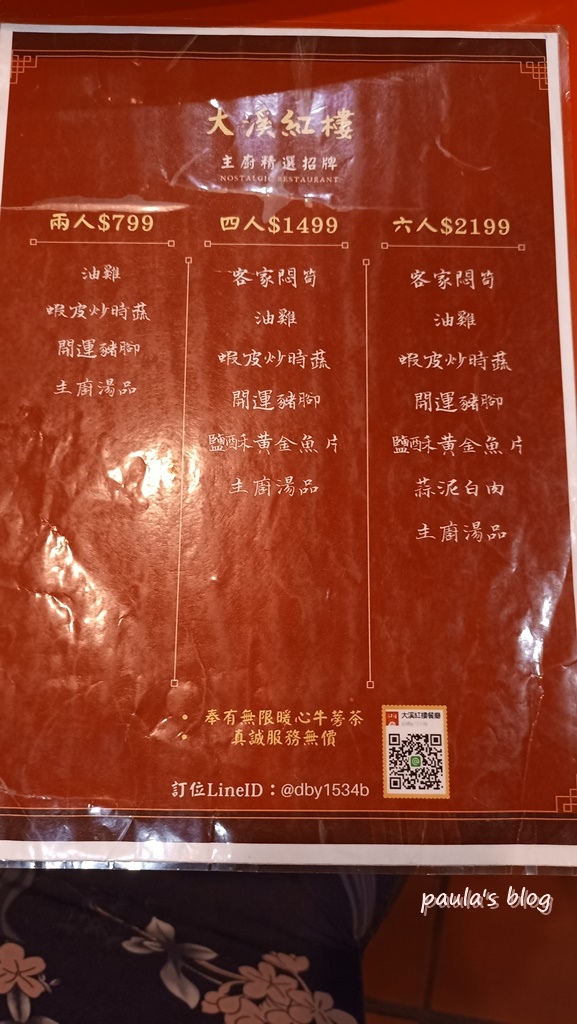 大溪紅樓
主廚精選招牌
NOSTALGIC RESTAURANT
兩人$799
油雞
蝦皮炒時蔬
開運豬腳
主廚湯品
四人$1499
客家悶筍
油雞
蝦皮炒時蔬
開運豬腳
鹽酥黄金魚片
主廚湯品
六人$2199
客家悶筍
油雞
蝦皮炒時蔬
開運豬腳
鹽酥黄金魚片
蒜泥白肉
主廚湯品
• 奉有無限暖心牛蒡茶
• 真誠服務無價
大溪紅樓餐廳
訂位LineID：@dby1534b
paula's blog